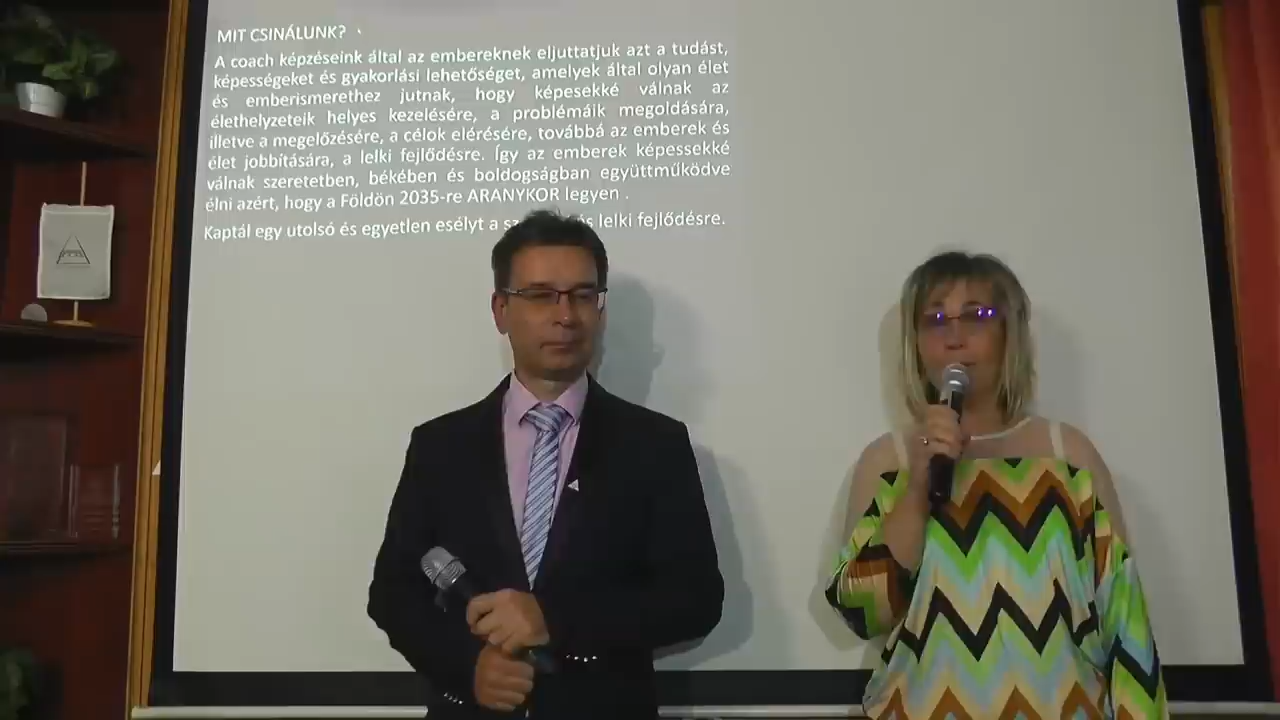 MIT CSINÁLUNK?
A coach képzéseink által az embereknek eljuttatjuk azt a tudást,
képességeket és gyakorlási lehetőséget, amelyek által olyan élet
és emberismerethez jutnak, hogy képesekké válnak az
élethelyzeteik helyes kezelésére, a problémáik megoldására,
illetve a megelőzésére, a célok elérésére, továbbá az emberek és
élet jobbítására, a lelki fejlődésre. Így az emberek képessekké
válnak szeretetben, békében és boldogságban együttműködve
élni azért, hogy a Földön 2035-re ARANYKOR legyen .
Kaptál egy utolsó és egyetlen esélyt a és lelki fejlődésre.